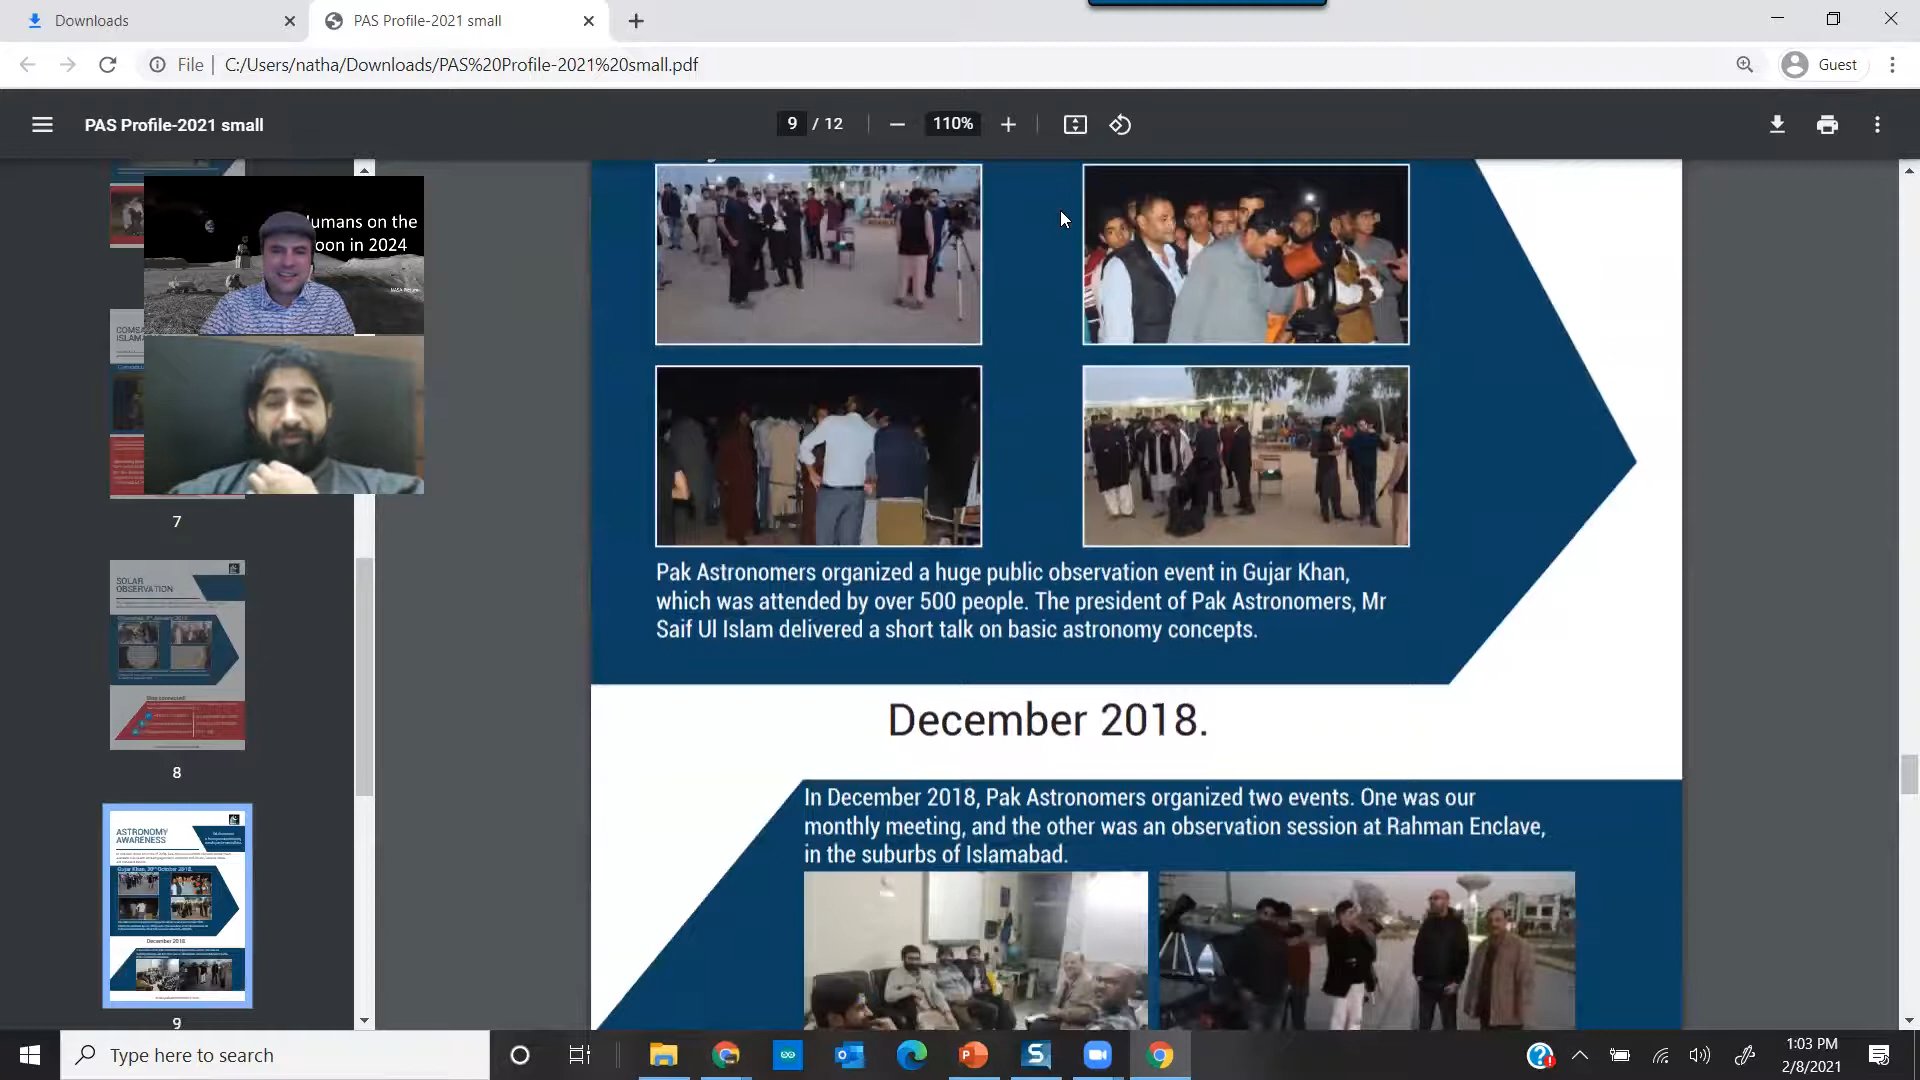 Downloads
PAS Profile-2021 small
File
C:/Users/natha/Downloads/PAS%20Profile-2021%20small.pdf
Guest
PAS Profile-2021 small
9 / 12
110%
umans on the
oon in 2024
7
SOLAR
OBSERVATION
8
ASTRONOMY
AWARENESS
December 2018
9
Pak Astronomers organized a huge public observation event in Gujar Khan,
which was attended by over 500 people. The president of Pak Astronomers, Mr
Saif Ul Islam delivered a short talk on basic astronomy concepts.
December 2018.
In December 2018, Pak Astronomers organized two events. One was our
monthly meeting, and the other was an observation session at Rahman Enclave,
in the suburbs of Islamabad.
Type here to search
1:03 PM
2/8/2021